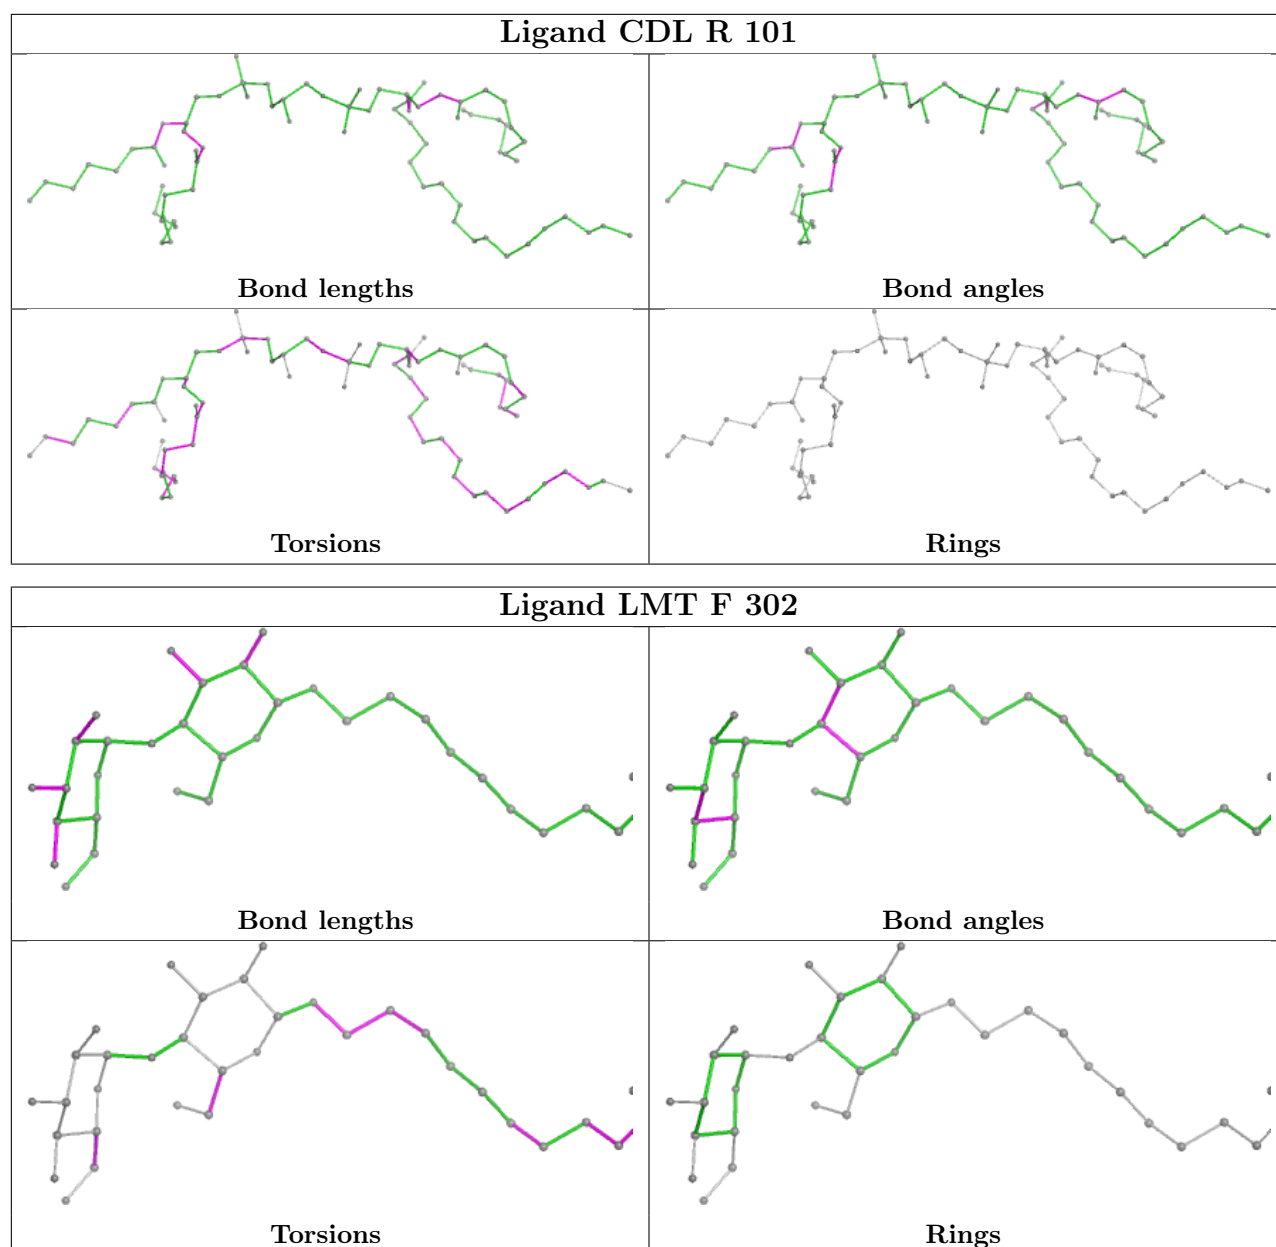 Ligand CDL R 101
Bond lengths
Bond angles
Torsions
Rings
Ligand LMT F 302
Bond lengths
Bond angles
Torsions
Rings